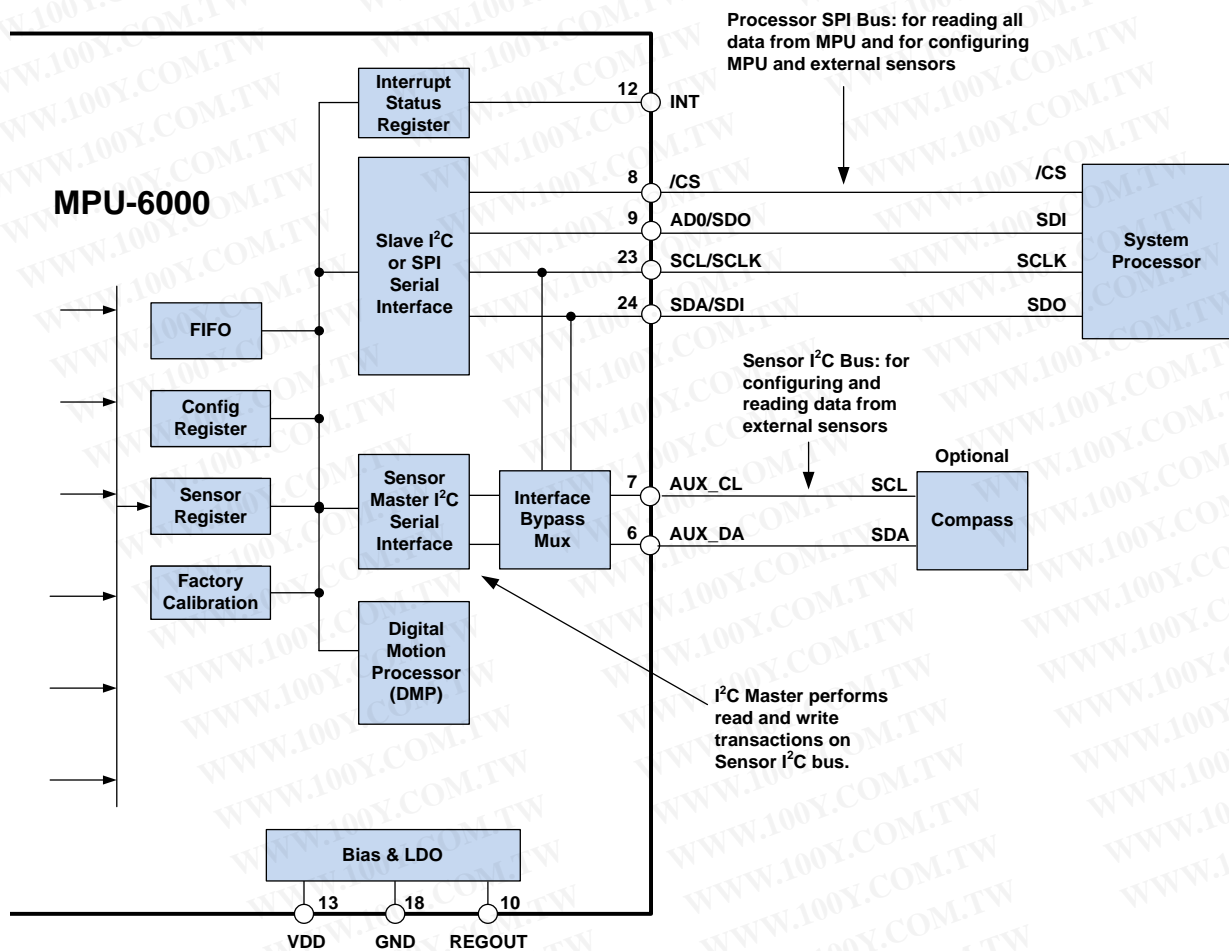 Processor SPI Bus: for reading all
data from MPU and for configuring
MPU and external sensors
Interrupt
Status
Register
12
INT
MPU-6000
Slave I²C
or SPI
Serial
Interface
8
/CS
/CS
9
AD0/SDO
SDI
23
SCL/SCLK
SCLK
24
SDA/SDI
SDO
System
Processor
FIFO
Config
Register
Sensor
Register
Factory
Calibration
Sensor I²C Bus: for
configuring and
reading data from
external sensors
Sensor
Master I²C
Serial
Interface
Interface
Bypass
Mux
7
AUX_CL
SCL
6
AUX_DA
SDA
Optional
Compass
Digital
Motion
Processor
(DMP)
I²C Master performs
read and write
transactions on
Sensor I²C bus.
Bias & LDO
13
18
10
VDD
GND
REGOUT
WWW.100Y.COM.TW